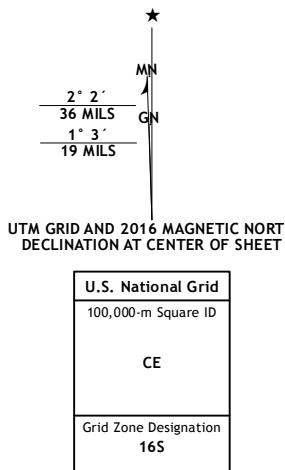 ★
MN
2° 2´
36 MILS
GN
1° 3´
19 MILS
UTM GRID AND 2016 MAGNETIC NORT
DECLINATION AT CENTER OF SHEET
U.S. National Grid
100,000-m Square ID
CE
Grid Zone Designation
16S